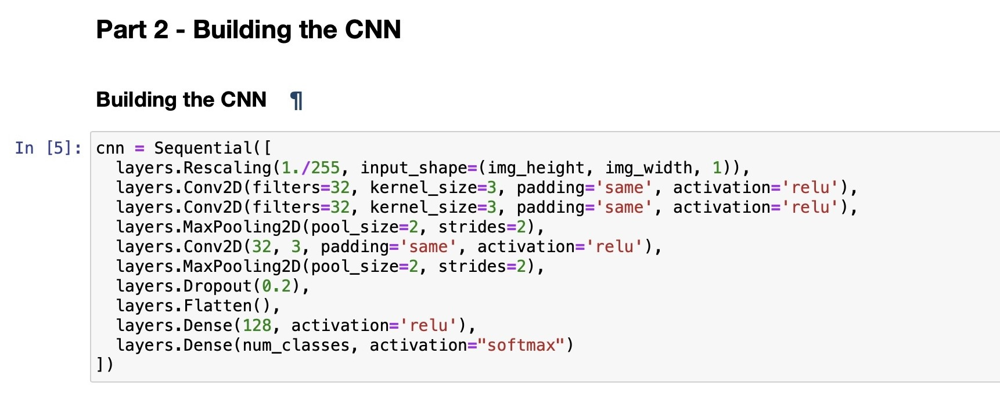 Part 2 - Building the CNN
Building the CNN ¶
In [5]: cnn = Sequential([
  layers.Rescaling(1./255, input_shape=(img_height, img_width, 1)),
  layers.Conv2D(filters=32, kernel_size=3, padding='same', activation='relu'),
  layers.Conv2D(filters=32, kernel_size=3, padding='same', activation='relu'),
  layers.MaxPooling2D(pool_size=2, strides=2),
  layers.Conv2D(32, 3, padding='same', activation='relu'),
  layers.MaxPooling2D(pool_size=2, strides=2),
  layers.Dropout(0.2),
  layers.Flatten(),
  layers.Dense(128, activation='relu'),
  layers.Dense(num_classes, activation="softmax")
])